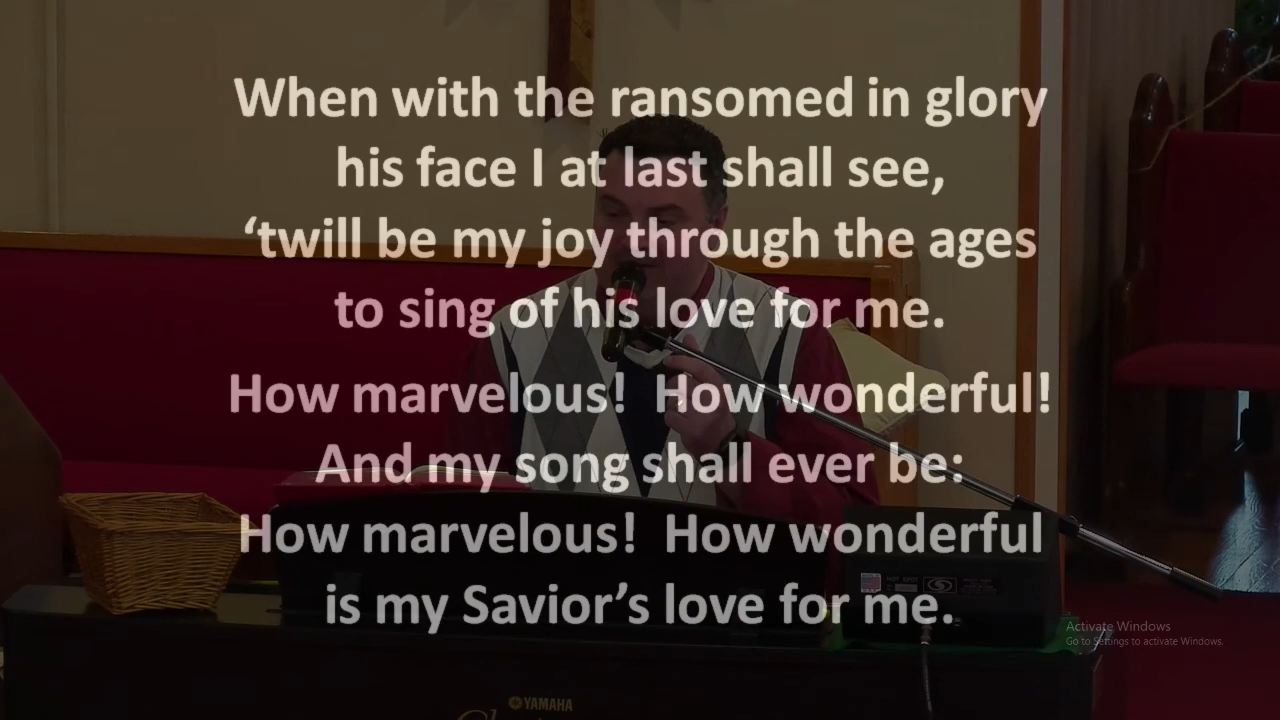 When with the ransomed in glory
his face I at last shall see,
‘twill be my joy through the ages
to sing of his love for me.
How marvelous!  How wonderful!
And my song shall ever be:
How marvelous!  How wonderful
is my Savior’s love for me.
HOT SPOT
Activate Windows
Go to Settings to activate Windows.
YAMAHA